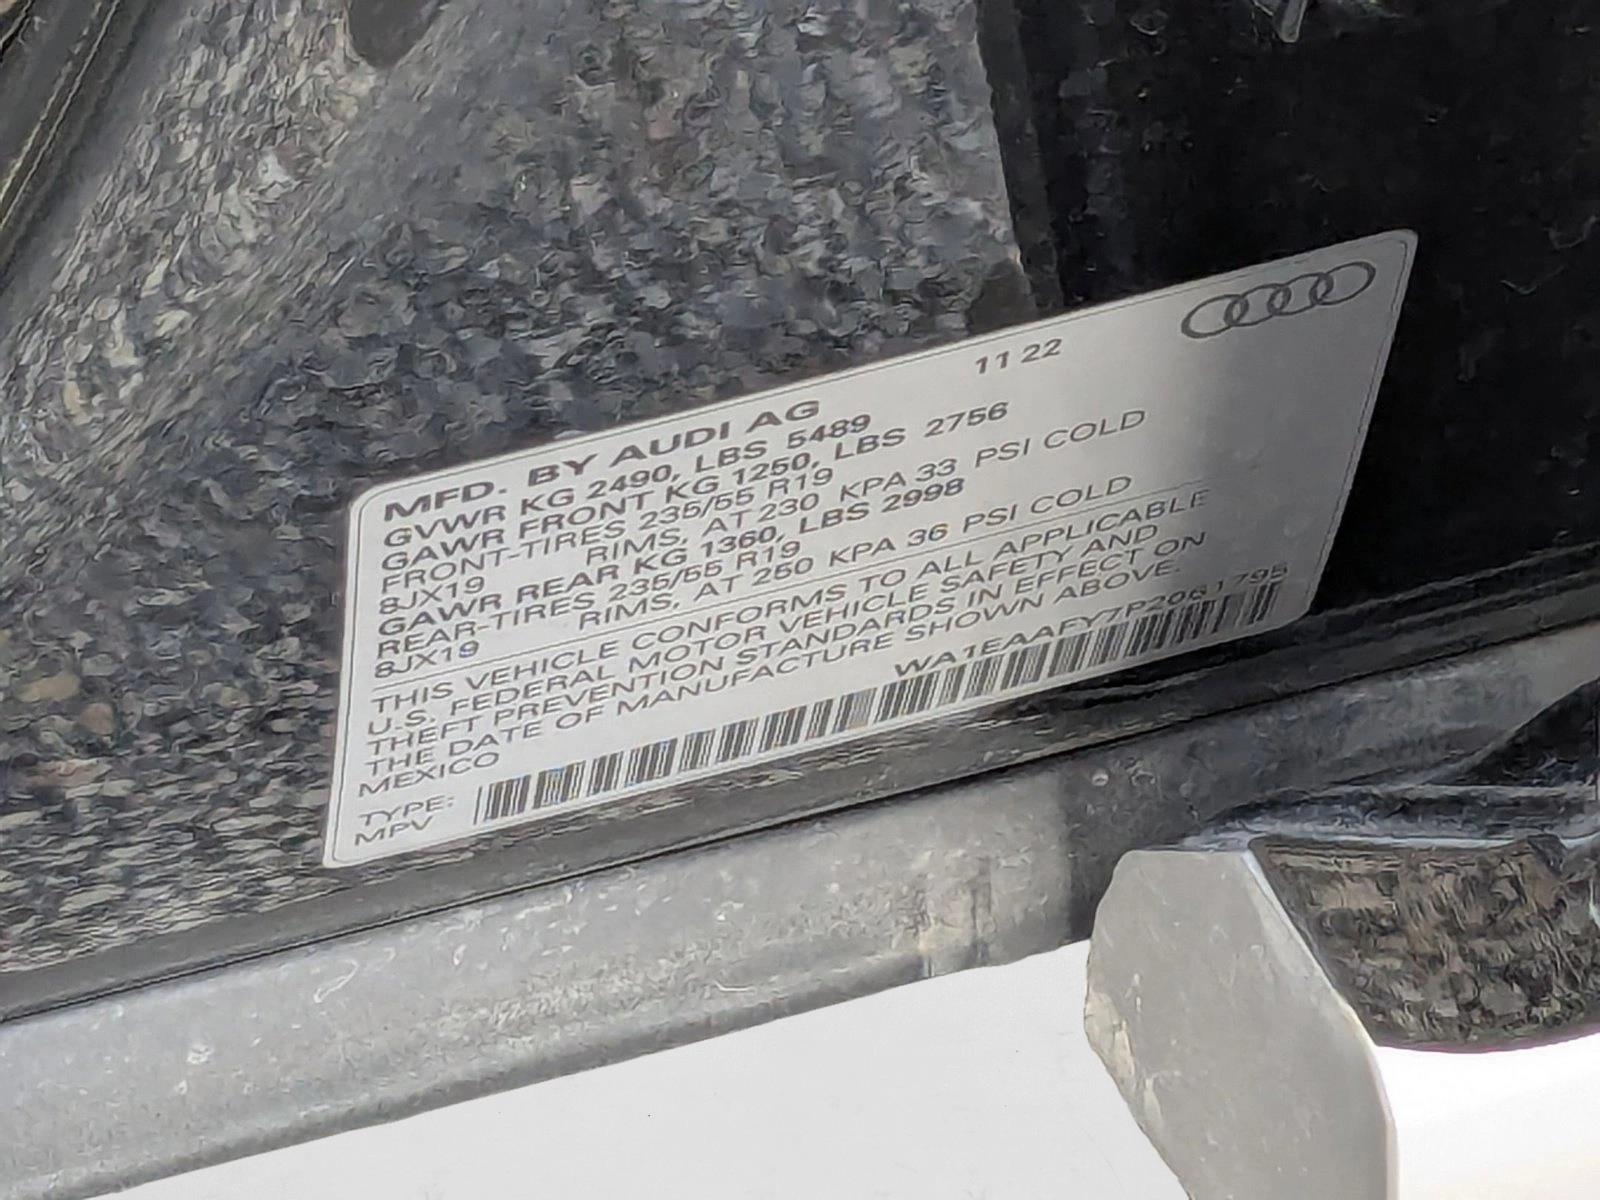 MFD. BY AUDI AG 11 22
GVWR KG 2490, LBS 5489
GAWR FRONT KG 1250, LBS 2756
FRONT-TIRES 235/55 R19
8JX19 RIMS, AT 230 KPA 33 PSI COLD
GAWR REAR KG 1360, LBS 2998
REAR-TIRES 235/55 R19
8JX19 RIMS, AT 250 KPA 36 PSI COLD
THIS VEHICLE CONFORMS TO ALL APPLICABLE
U.S. FEDERAL MOTOR VEHICLE SAFETY AND
THEFT PREVENTION STANDARDS IN EFFECT ON
THE DATE OF MANUFACTURE SHOWN ABOVE.
MEXICO WA1EAAFY7P2061795
TYPE:
MPV